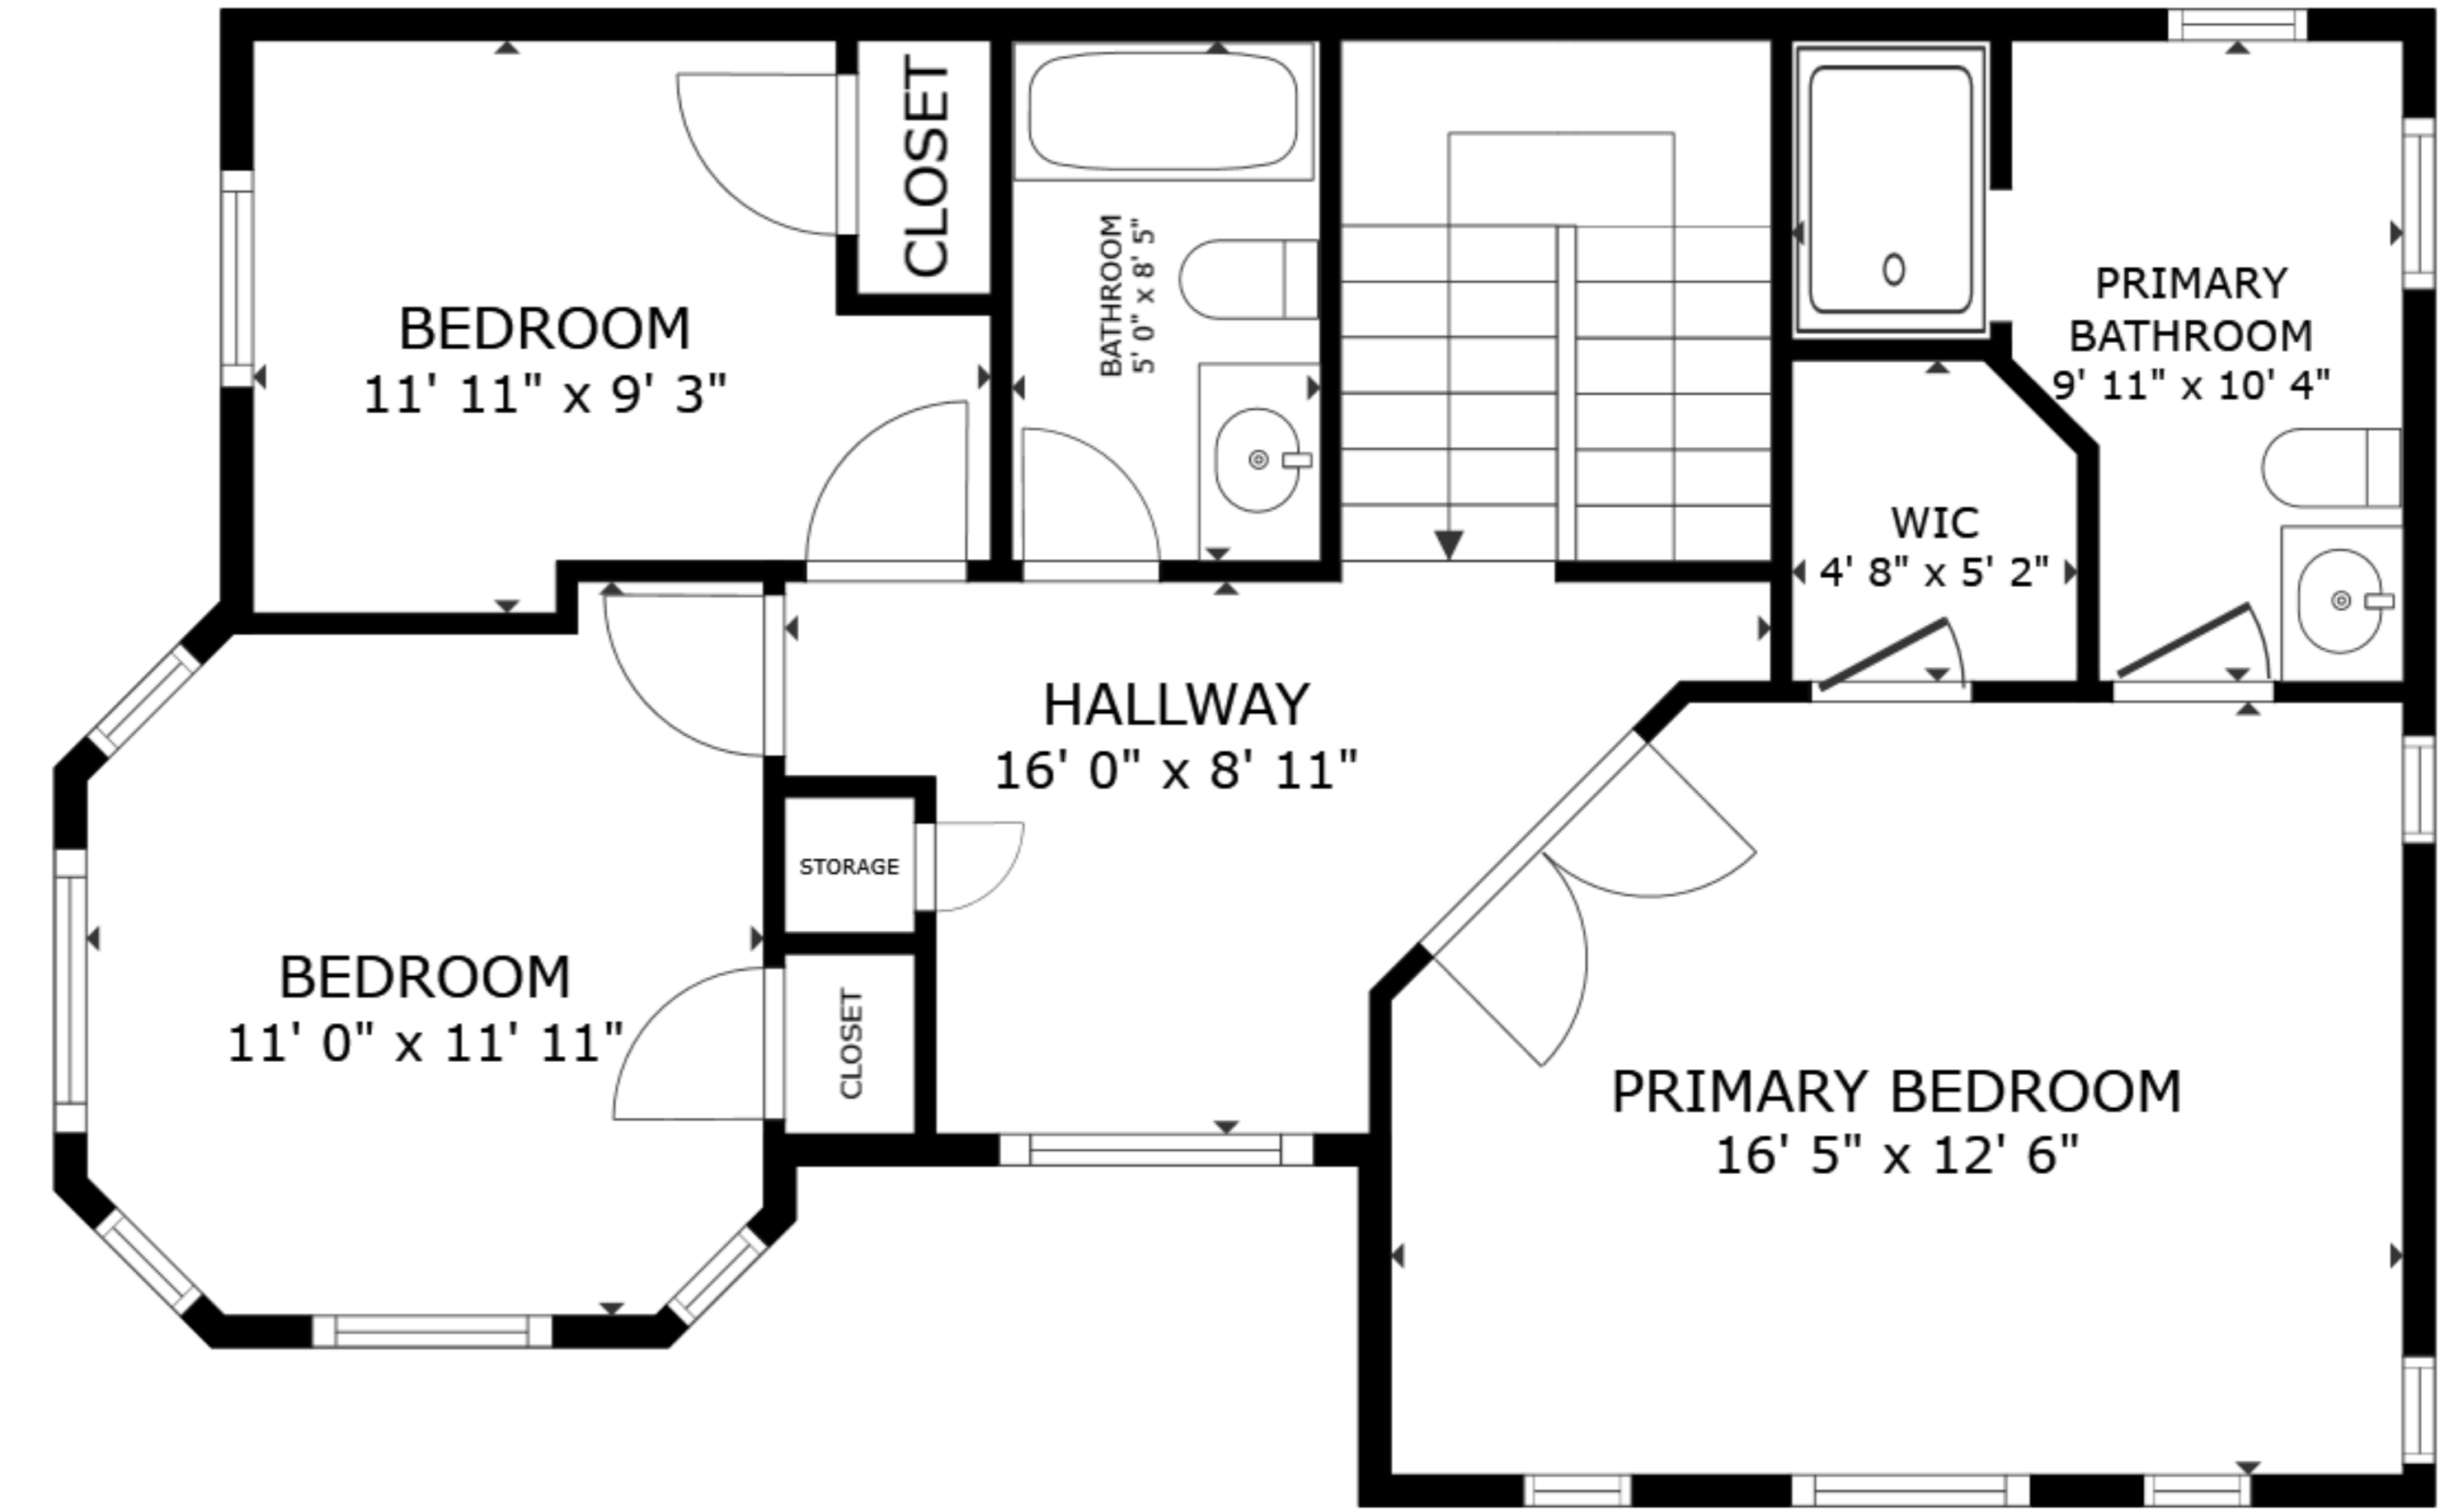 CLOSET
BATHROOM
5' 0" x 8' 5"
BEDROOM
11' 11" x 9' 3"
PRIMARY
BATHROOM
9' 11" x 10' 4"
WIC
4' 8" x 5' 2"
HALLWAY
16' 0" x 8' 11"
STORAGE
BEDROOM
11' 0" x 11' 11"
CLOSET
PRIMARY BEDROOM
16' 5" x 12' 6"